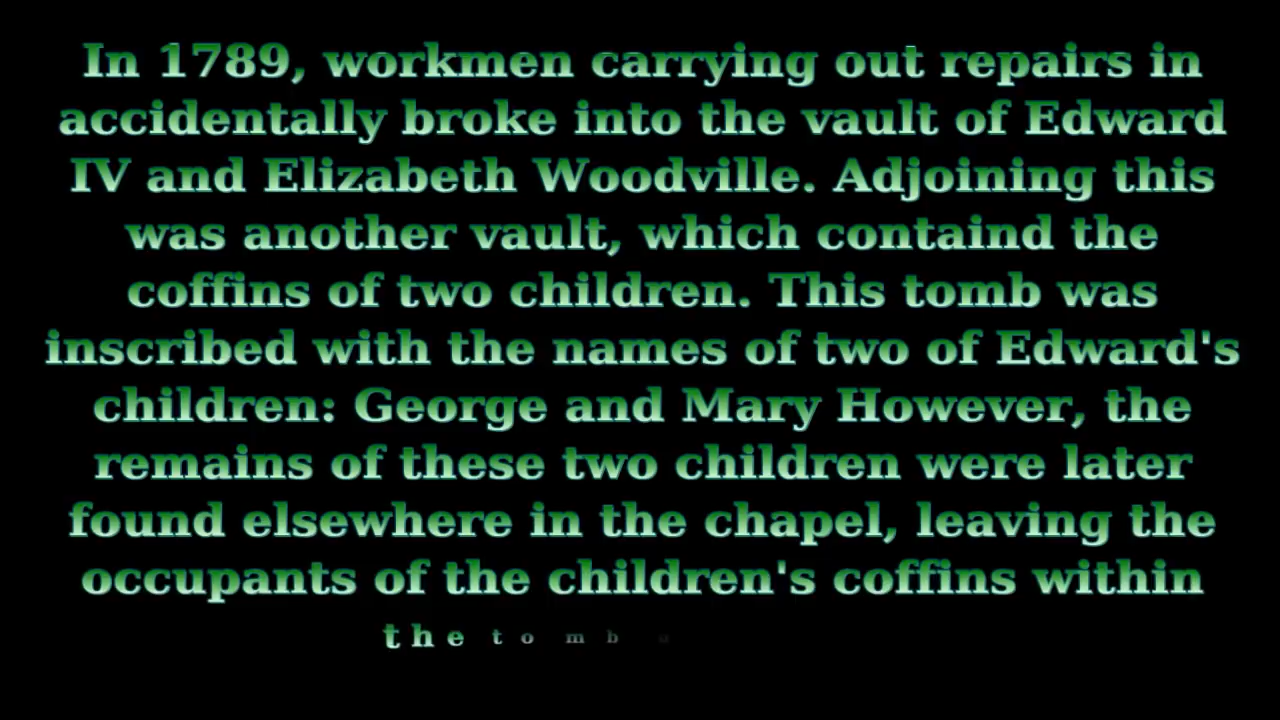 In 1789, workmen carrying out repairs in
accidentally broke into the vault of Edward
IV and Elizabeth Woodville. Adjoining this
was another vault, which containd the
coffins of two children. This tomb was
inscribed with the names of two of Edward's
children: George and Mary However, the
remains of these two children were later
found elsewhere in the chapel, leaving the
occupants of the children's coffins within
the tomb